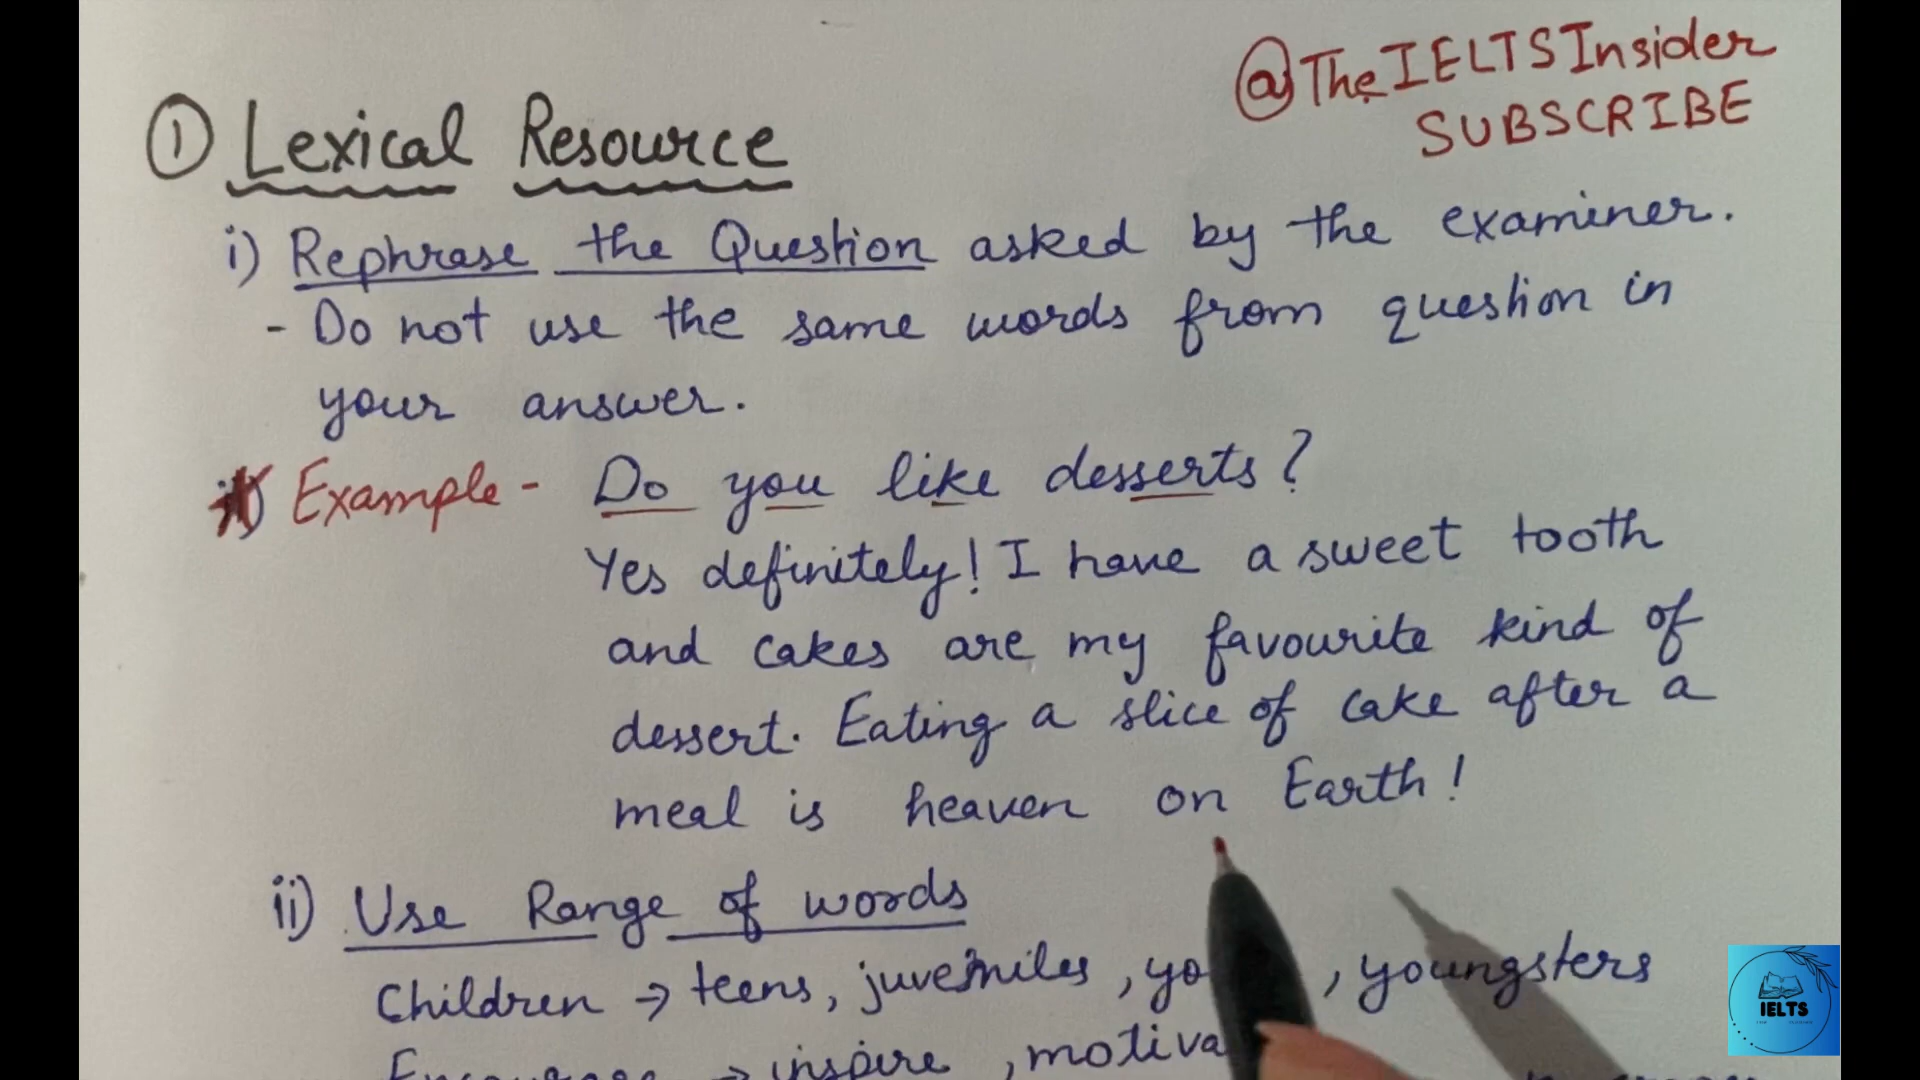 @TheIELTSInsider
SUBSCRIBE
① Lexical Resource
i) Rephrase the Question asked by the examiner.
- Do not use the same words from question in
your answer.
Example - Do you like desserts?
Yes definitely! I have a sweet tooth
and cakes are my favourite kind of
dessert. Eating a slice of cake after a
meal is heaven on Earth!
ii) Use Range of words
Children → teens, juveniles, yo , youngsters
Encourage → inspire, motiva
IELTS